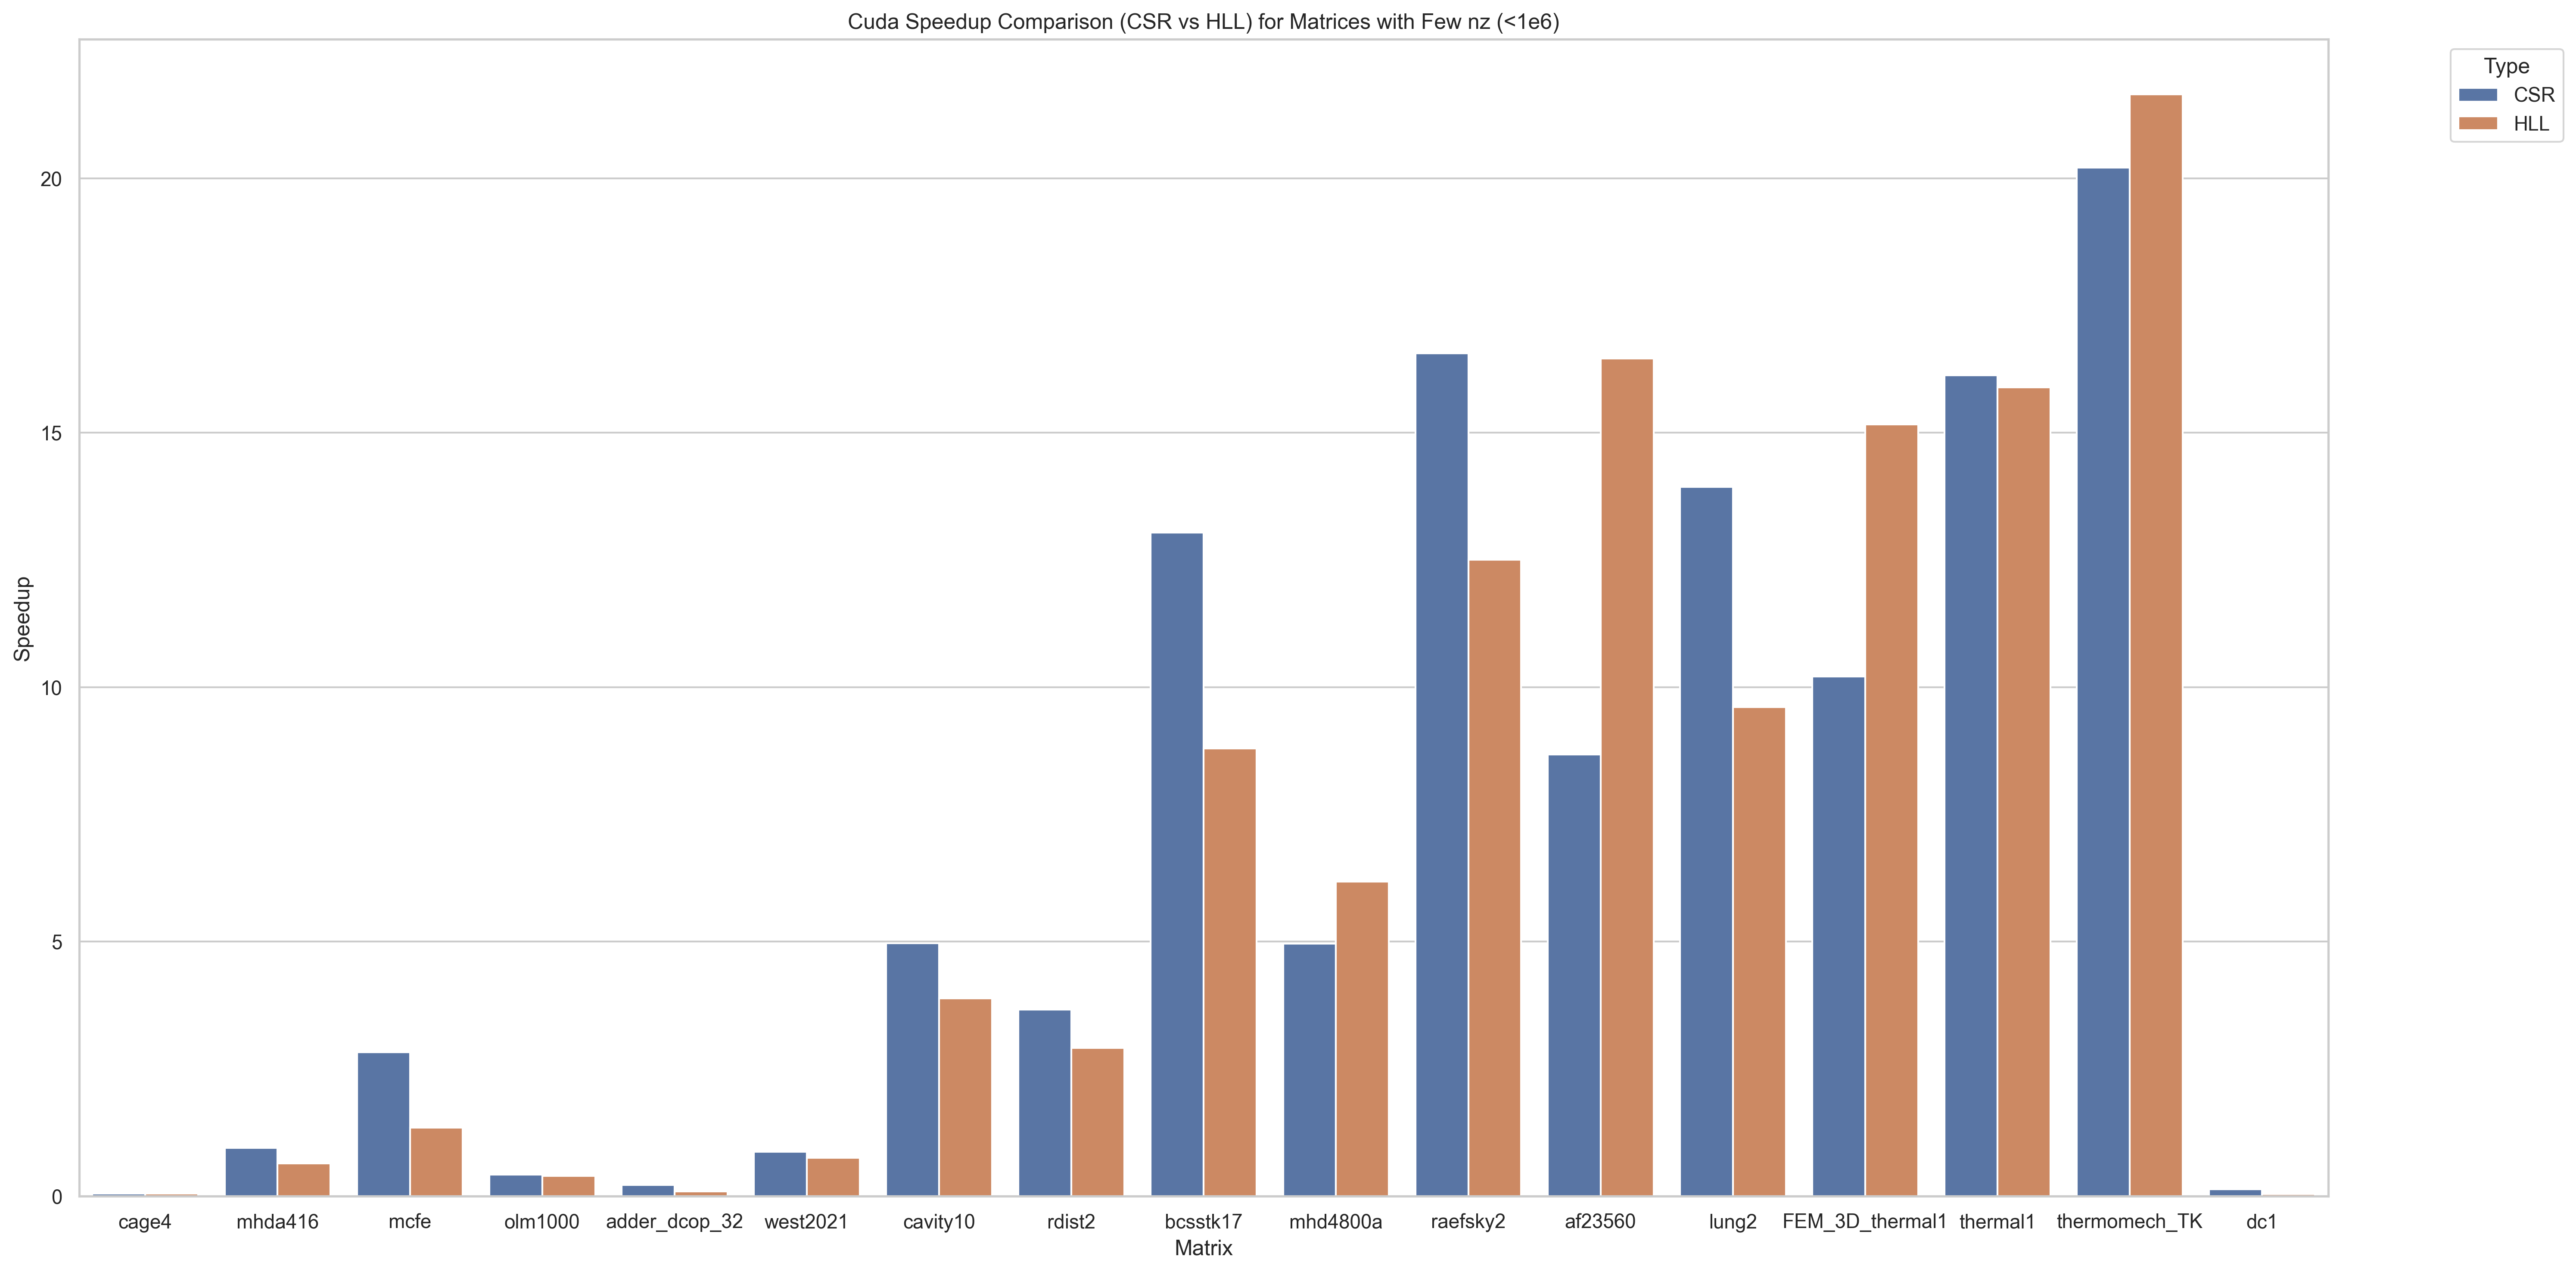 Cuda Speedup Comparison (CSR vs HLL) for Matrices with Few nz (<1e6)
Type
CSR
HLL
Speedup
20
15
10
5
0
cage4 mhda416 mcfe olm1000 adder_dcop_32 west2021 cavity10 rdist2 bcsstk17 mhd4800a raefsky2 af23560 lung2 FEM_3D_thermal1 thermal1 thermomech_TK dc1
Matrix